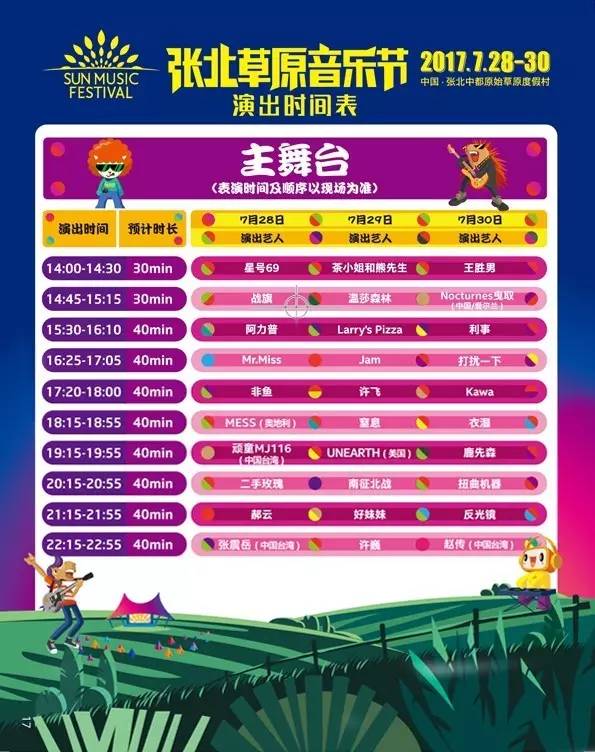 SUN MUSIC
FESTIVAL
张北草原音乐节
2017.7.28-30
中国·张北中都原始草原度假村
演出时间表
主舞台
（表演时间及顺序以现场为准）
演出时间 预计时长 7月28日 7月29日 7月30日
演出艺人 演出艺人 演出艺人
14:00-14:30 30min 星号69 茶小姐和熊先生 王胜男
14:45-15:15 30min 战旗 温莎森林 Nocturnes曳取
（中国/爱尔兰）
15:30-16:10 40min 阿力普 Larry's Pizza 利事
16:25-17:05 40min Mr.Miss Jam 打扰一下
17:20-18:00 40min 非鱼 许飞 Kawa
18:15-18:55 40min MESS（奥地利） 窒息 衣湿
19:15-19:55 40min 顽童MJ116 UNEARTH（美国） 鹿先森
（中国台湾）
20:15-20:55 40min 二手玫瑰 南征北战 扭曲机器
21:15-21:55 40min 郝云 好妹妹 反光镜
22:15-22:55 40min 张震岳（中国台湾） 许巍 赵传（中国台湾）
17